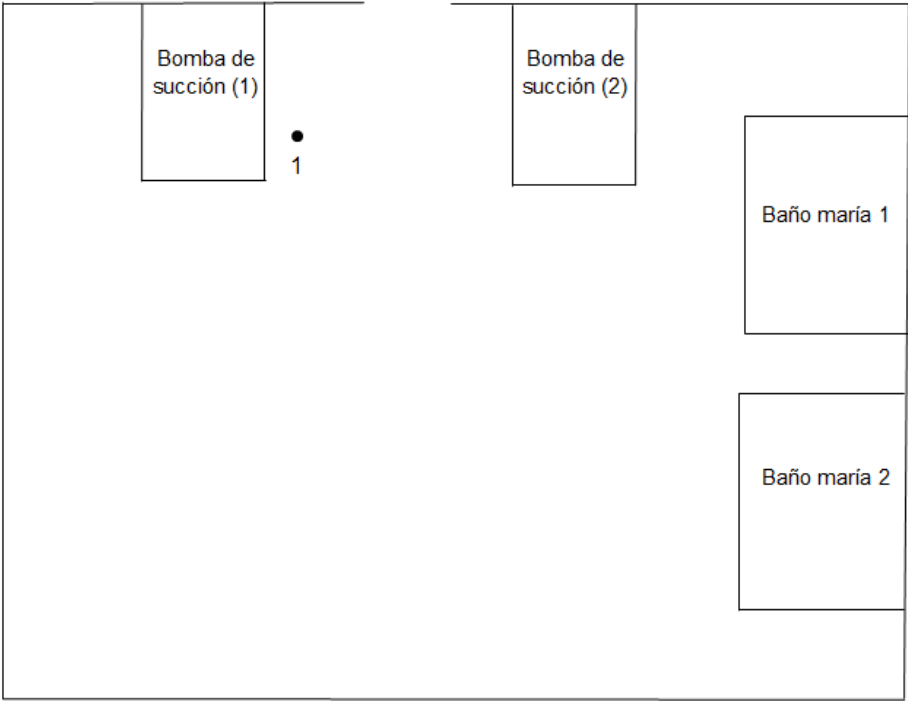 Bomba de
succión (1)
Bomba de
succión (2)
1
Baño maría 1
Baño maría 2